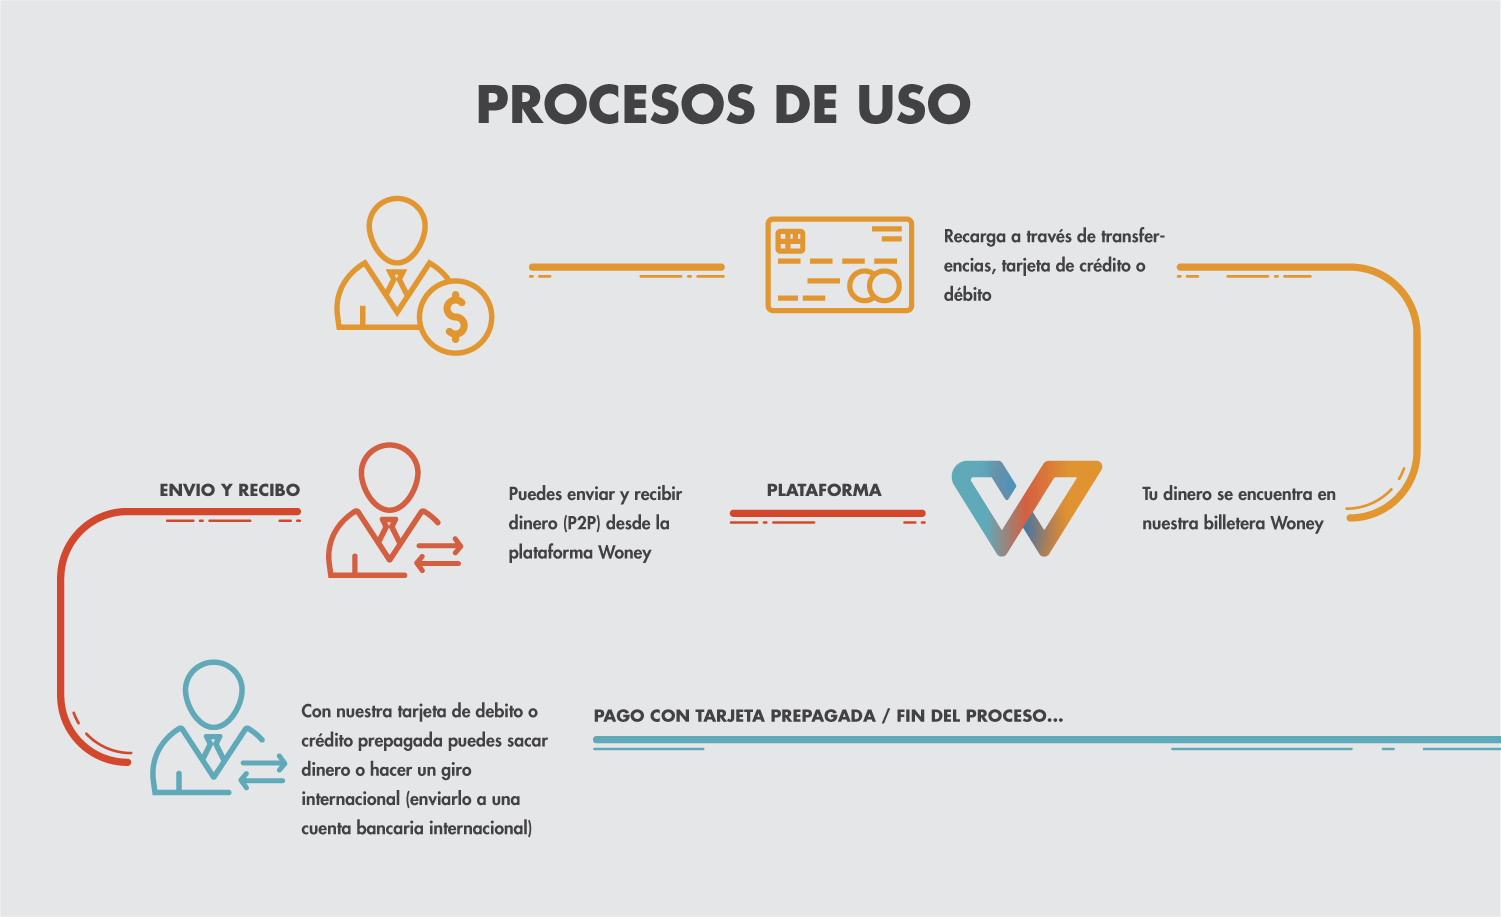 PROCESOS DE USO
Recarga a través de transfer-
encias, tarjeta de crédito o
débito
$
Tu dinero se encuentra en
nuestra billetera Woney
PLATAFORMA
Puedes enviar y recibir
dinero (P2P) desde la
plataforma Woney
ENVIO Y RECIBO
Con nuestra tarjeta de debito o
crédito prepagada puedes sacar
dinero o hacer un giro
internacional (enviarlo a una
cuenta bancaria internacional)
PAGO CON TARJETA PREPAGADA / FIN DEL PROCESO...